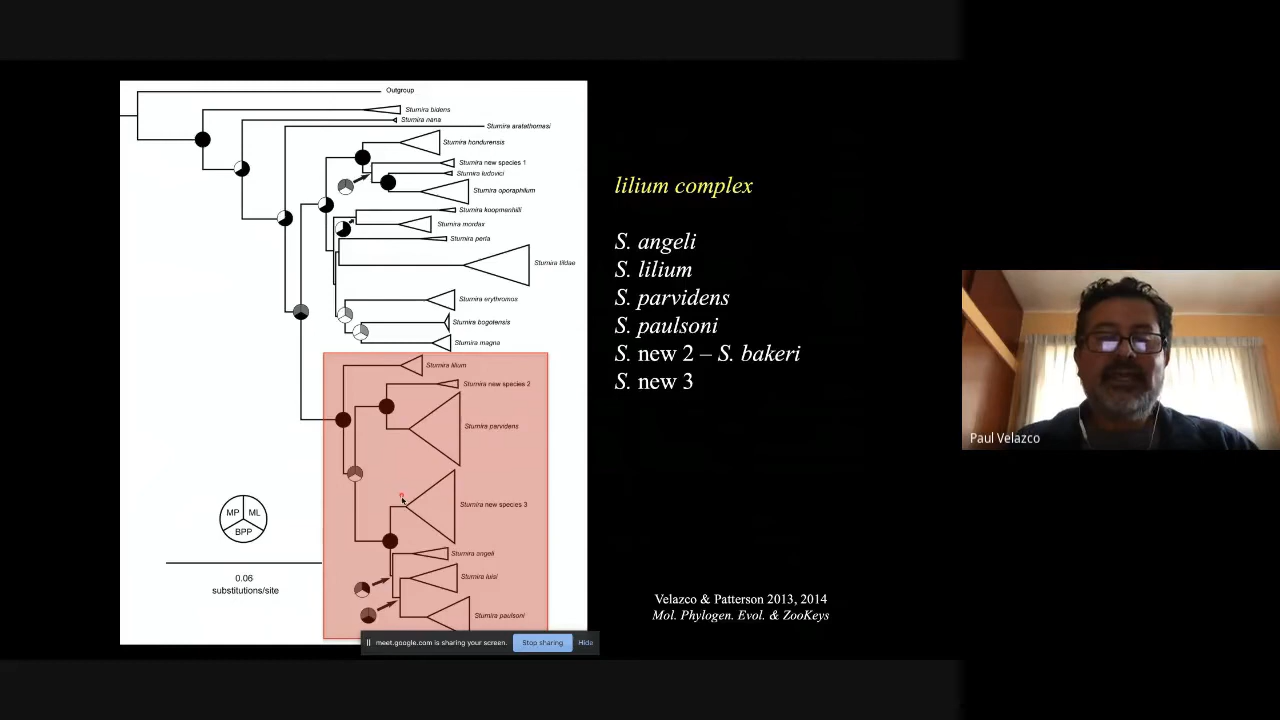 Outgroup
Sturnira bidens
Sturnira nana
Sturnira aratathomasi
Sturnira hondurensis
Sturnira new species 1
Sturnira ludovici
Sturnira oporaphilum
Sturnira koopmanhilli
Sturnira mordax
Sturnira perla
Sturnira tildae
Sturnira erythromos
Sturnira bogotensis
Sturnira magna
Sturnira lilium
Sturnira new species 2
Sturnira parvidens
Sturnira new species 3
Sturnira angeli
Sturnira luisi
Sturnira paulsoni
MP ML
BPP
0.06
substitutions/site
meet.google.com is sharing your screen. Stop sharing Hide
lilium complex
S. angeli
S. lilium
S. parvidens
S. paulsoni
S. new 2 – S. bakeri
S. new 3
Velazco & Patterson 2013, 2014
Mol. Phylogen. Evol. & ZooKeys
Paul Velazco